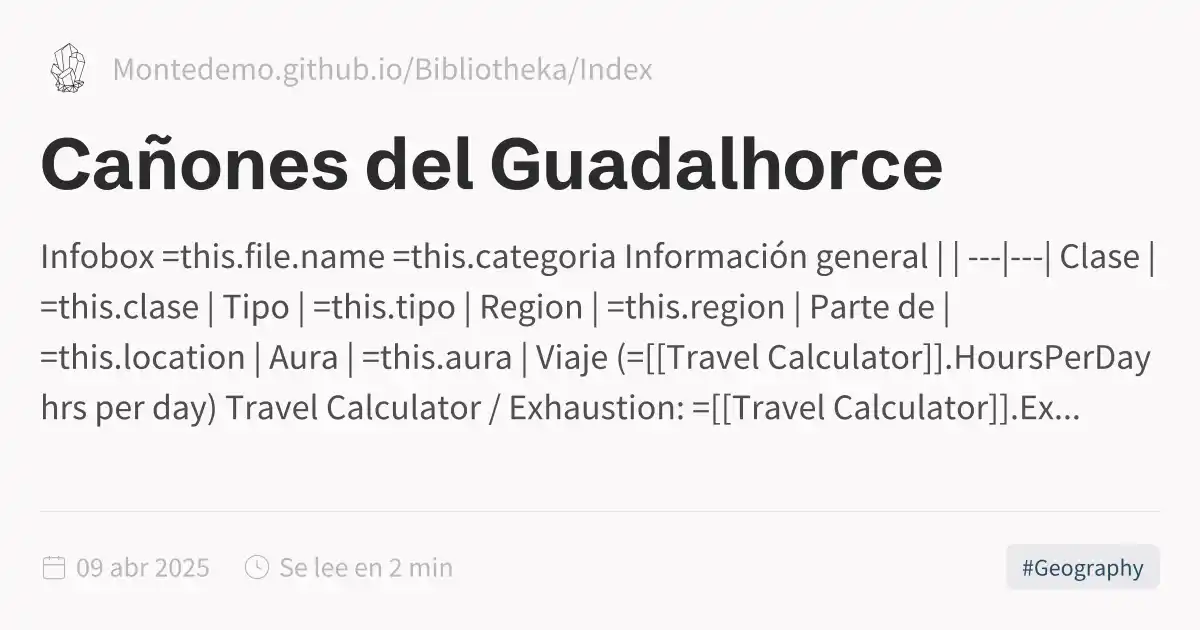 Montedemo.github.io/Bibliotheka/Index
Cañones del Guadalhorce
Infobox =this.file.name =this.categoria Información general | | ---|---| Clase |
=this.clase | Tipo | =this.tipo | Region | =this.region | Parte de |
=this.location | Aura | =this.aura | Viaje (=[[Travel Calculator]].HoursPerDay
hrs per day) Travel Calculator / Exhaustion: =[[Travel Calculator]].Ex...
09 abr 2025 Se lee en 2 min #Geography